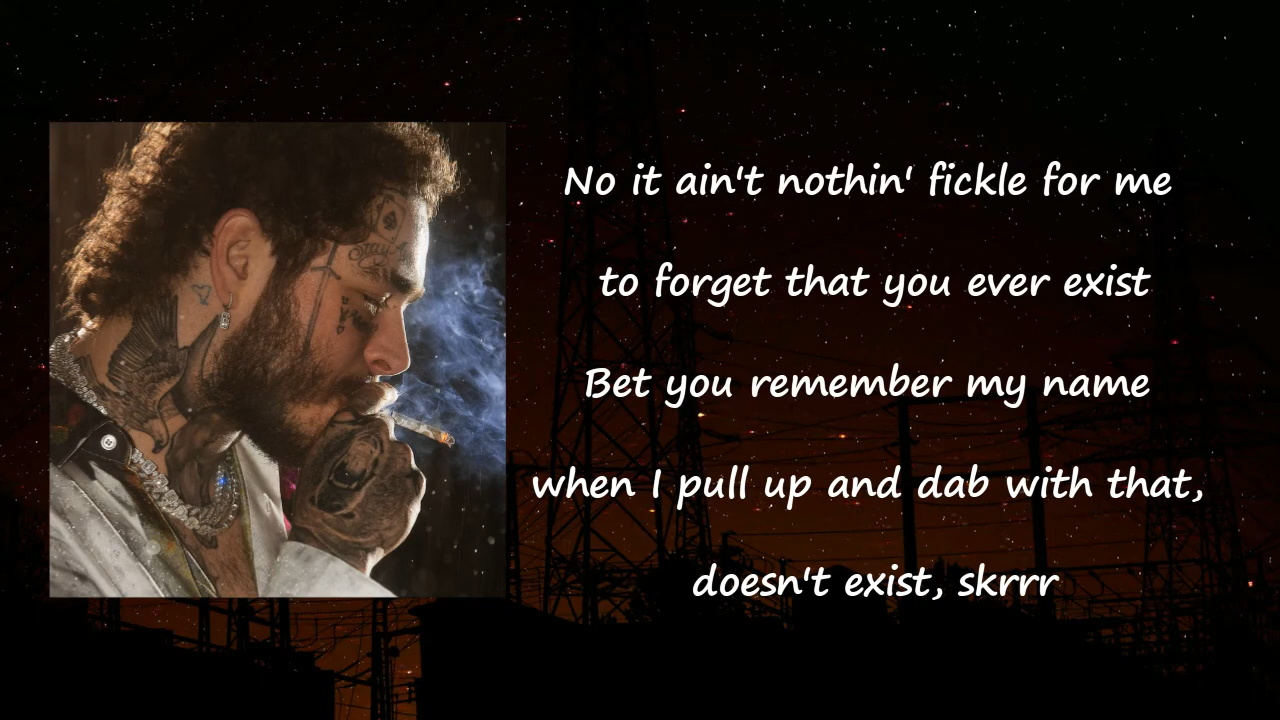 No it ain't nothin' fickle for me
to forget that you ever exist
Bet you remember my name
when I pull up and dab with that,
doesn't exist, skrrr